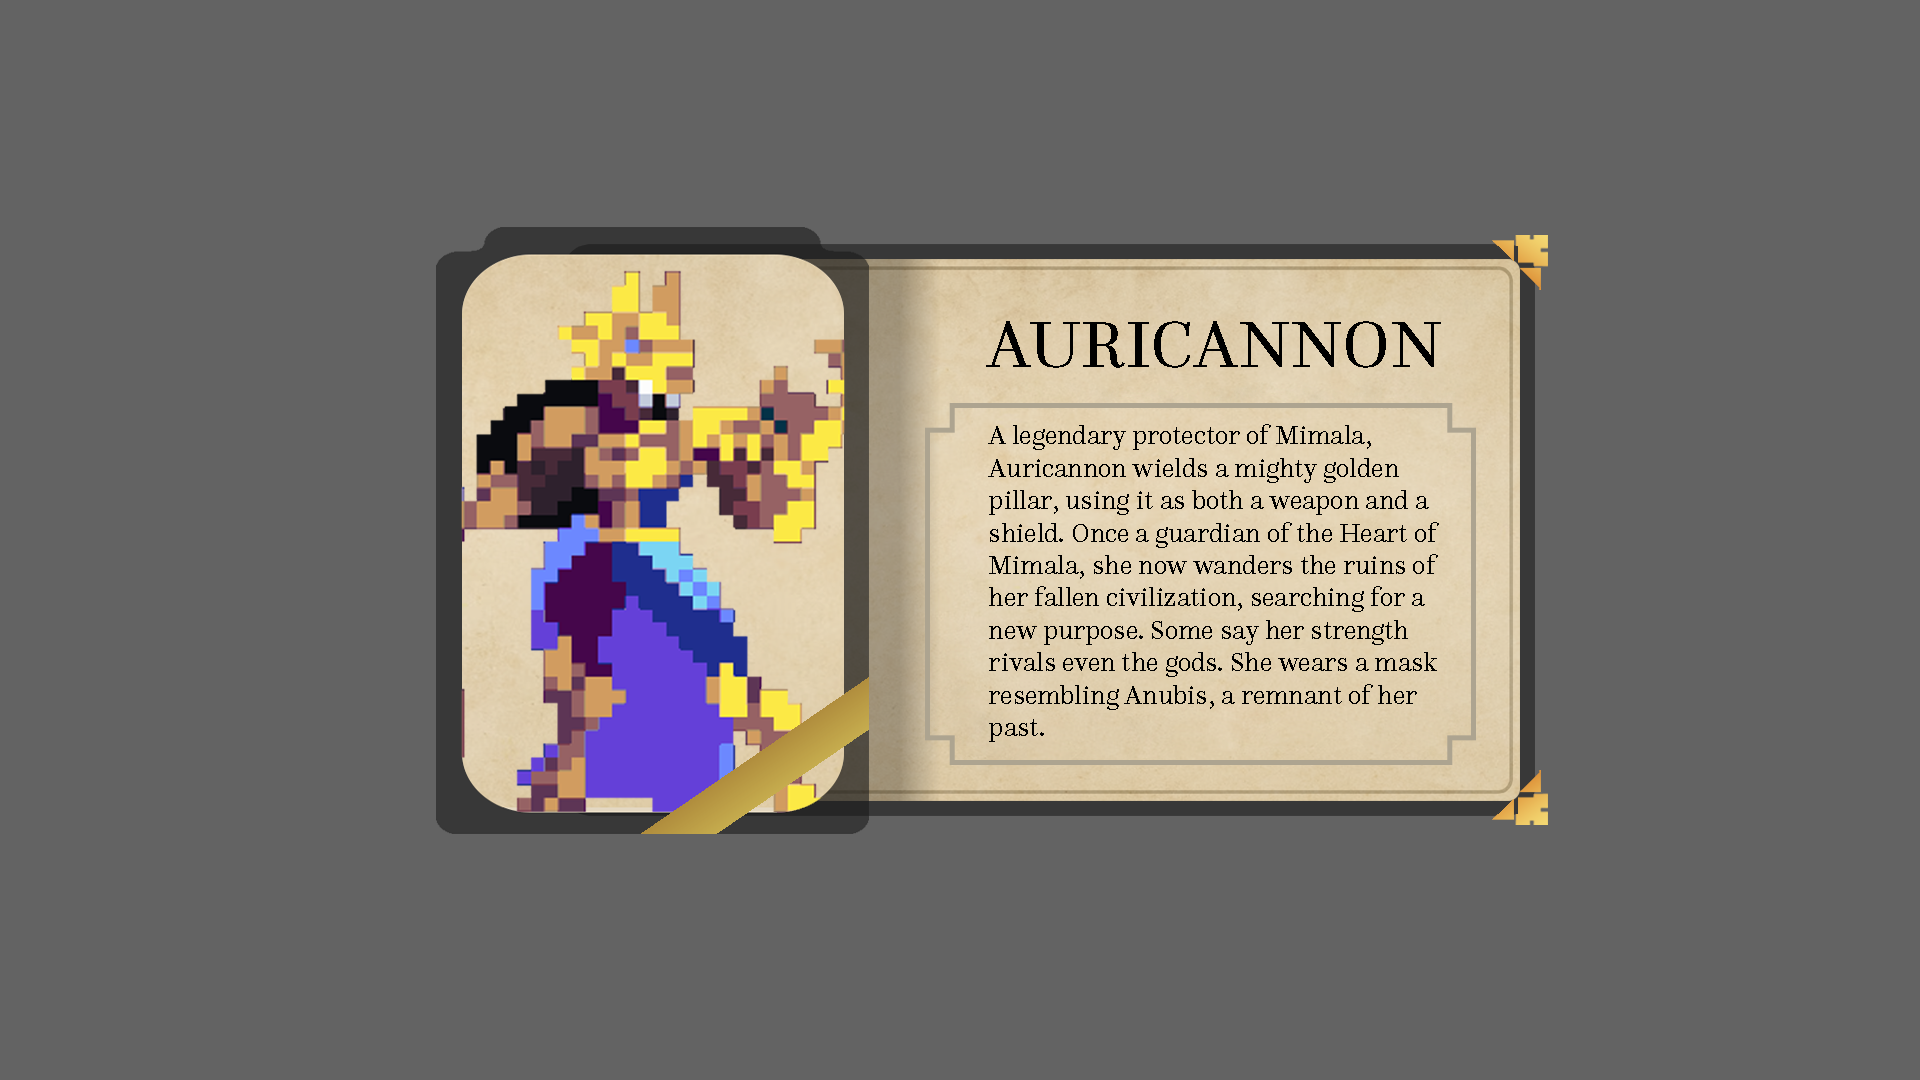 AURICANNON
A legendary protector of Mimala,
Auricannon wields a mighty golden
pillar, using it as both a weapon and a
shield. Once a guardian of the Heart of
Mimala, she now wanders the ruins of
her fallen civilization, searching for a
new purpose. Some say her strength
rivals even the gods. She wears a mask
resembling Anubis, a remnant of her
past.